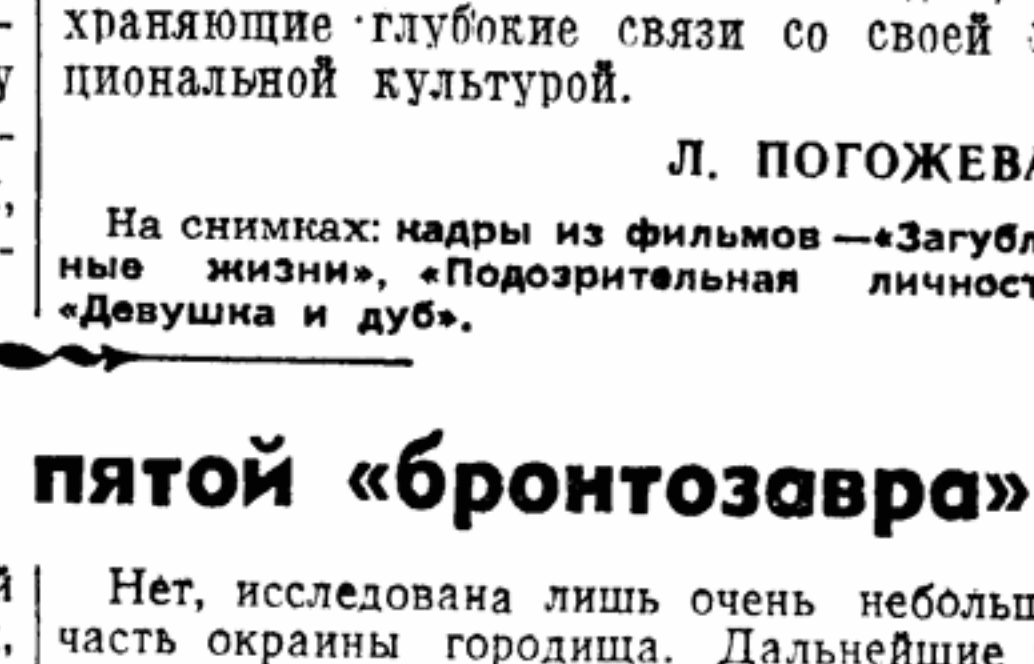 храняющие глубокие связи со своей
циональной культурой.
Л. ПОГОЖЕВА
На снимках: кадры из фильмов —«Загубл
ные жизни», «Подозрительная личност
«Девушка и дуб».
пятой «бронтозавра»
Нет, исследована лишь очень небольш
часть окраины городища. Дальнейшие